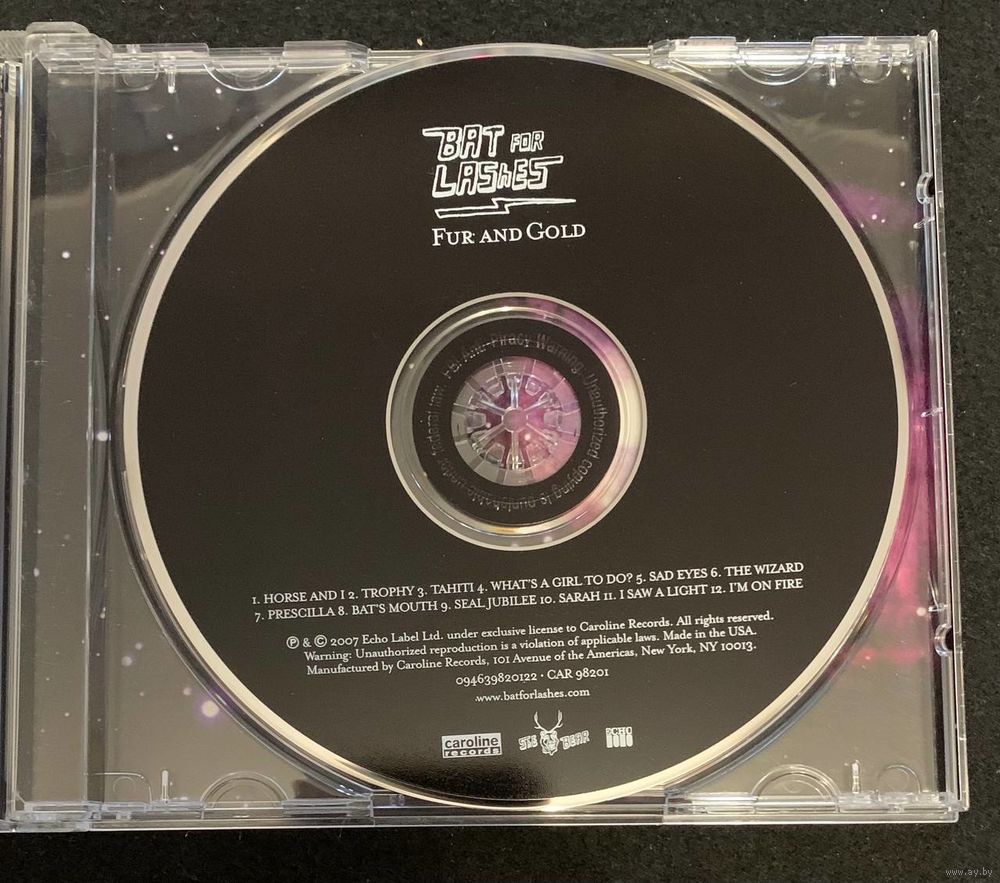 BAT FOR
LASHES
FUR AND GOLD
FBI Anti-Piracy Warning: Unauthorized copying is punishable under federal law.
1. HORSE AND I 2. TROPHY 3. TAHITI 4. WHAT'S A GIRL TO DO? 5. SAD EYES 6. THE WIZARD
7. PRESCILLA 8. BAT'S MOUTH 9. SEAL JUBILEE 10. SARAH 11. I SAW A LIGHT 12. I'M ON FIRE
℗ & © 2007 Echo Label Ltd. under exclusive license to Caroline Records. All rights reserved.
Warning: Unauthorized reproduction is a violation of applicable laws. Made in the USA.
Manufactured by Caroline Records, 101 Avenue of the Americas, New York, NY 10013.
094639820122 · CAR 98201
www.batforlashes.com
caroline
records
SHE BEAR
ECHO
www.ay.by